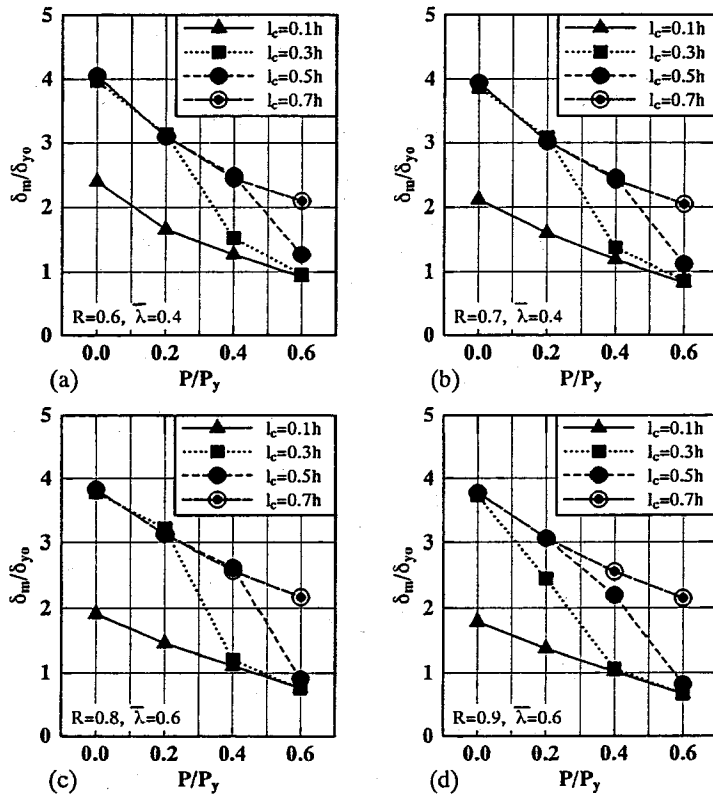 5
4
3
2
1
0
δm/δyo
lc=0.1h
lc=0.3h
lc=0.5h
lc=0.7h
R=0.6, λ̄=0.4
0.0 0.2 0.4 0.6
(a) P/Py
5
4
3
2
1
0
δm/δyo
lc=0.1h
lc=0.3h
lc=0.5h
lc=0.7h
R=0.7, λ̄=0.4
0.0 0.2 0.4 0.6
(b) P/Py
5
4
3
2
1
0
δm/δyo
lc=0.1h
lc=0.3h
lc=0.5h
lc=0.7h
R=0.8, λ̄=0.6
0.0 0.2 0.4 0.6
(c) P/Py
5
4
3
2
1
0
δm/δyo
lc=0.1h
lc=0.3h
lc=0.5h
lc=0.7h
R=0.9, λ̄=0.6
0.0 0.2 0.4 0.6
(d) P/Py